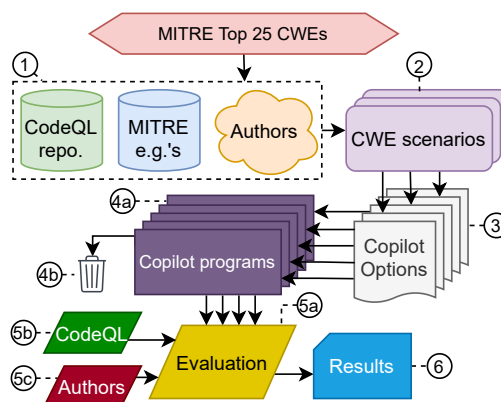 MITRE Top 25 CWEs
1
2
CodeQL
repo.
MITRE
e.g.'s
Authors
CWE scenarios
4a
3
Copilot programs
Copilot
Options
4b
5a
5b
CodeQL
Evaluation
Results
6
5c
Authors